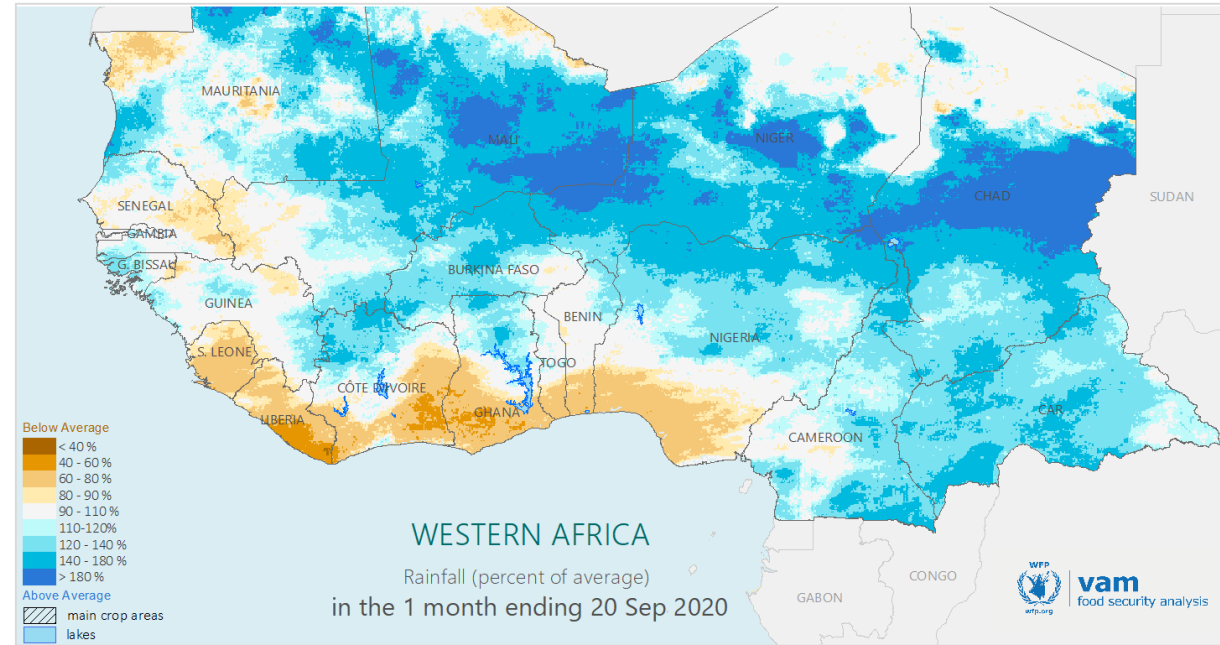 MAURITANIA
MALI
NIGER
CHAD
SUDAN
SENEGAL
GAMBIA
G. BISSAU
BURKINA FASO
GUINEA
BENIN
NIGERIA
S. LEONE
TOGO
CÔTE D'IVOIRE
GHANA
LIBERIA
CAR
CAMEROON
CONGO
GABON
Below Average
< 40 %
40 - 60 %
60 - 80 %
80 - 90 %
90 - 110 %
110-120%
120 - 140 %
140 - 180 %
> 180 %
Above Average
main crop areas
lakes
WESTERN AFRICA
Rainfall (percent of average)
in the 1 month ending 20 Sep 2020
WFP
wfp.org
vam
food security analysis